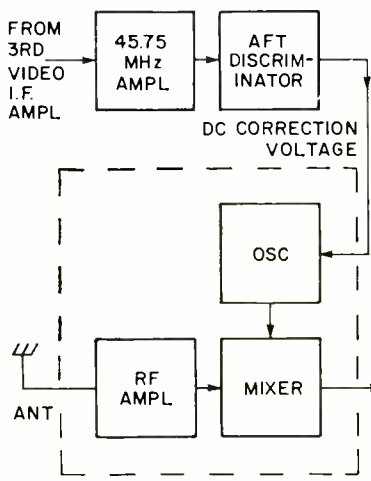 FROM
3RD
VIDEO
I.F.
AMPL
45.75
MHz
AMPL
AFT
DISCRIM-
INATOR
DC CORRECTION
VOLTAGE
OSC
ANT
RF
AMPL
MIXER